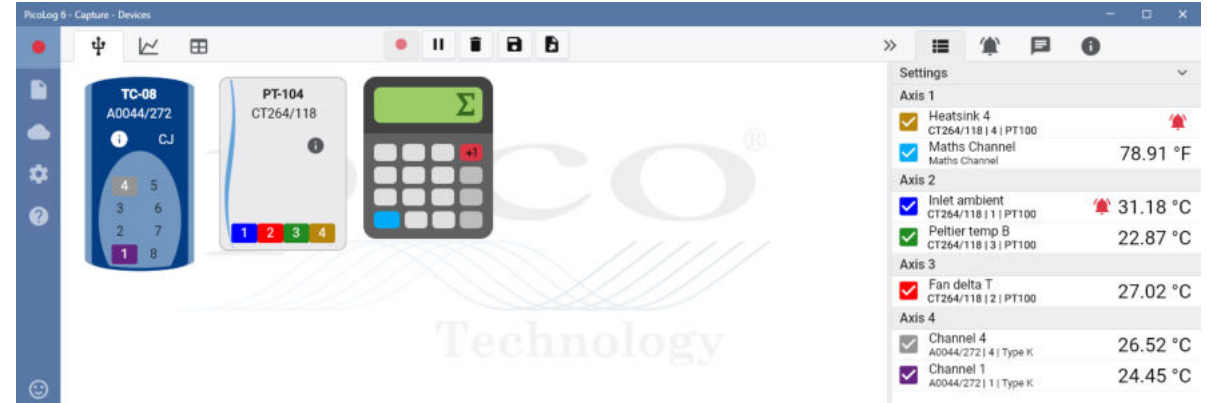 PicoLog 6 - Capture - Devices
TC-08
A0044/272
i CJ
4 5
3 6
2 7
1 8
PT-104
CT264/118
i
1 2 3 4
Σ
+1
®
Technology
Settings
Axis 1
Heatsink 4
CT264/118 | 4 | PT100
Maths Channel
Maths Channel
78.91 °F
Axis 2
Inlet ambient
CT264/118 | 1 | PT100
31.18 °C
Peltier temp B
CT264/118 | 3 | PT100
22.87 °C
Axis 3
Fan delta T
CT264/118 | 2 | PT100
27.02 °C
Axis 4
Channel 4
A0044/272 | 4 | Type K
26.52 °C
Channel 1
A0044/272 | 1 | Type K
24.45 °C